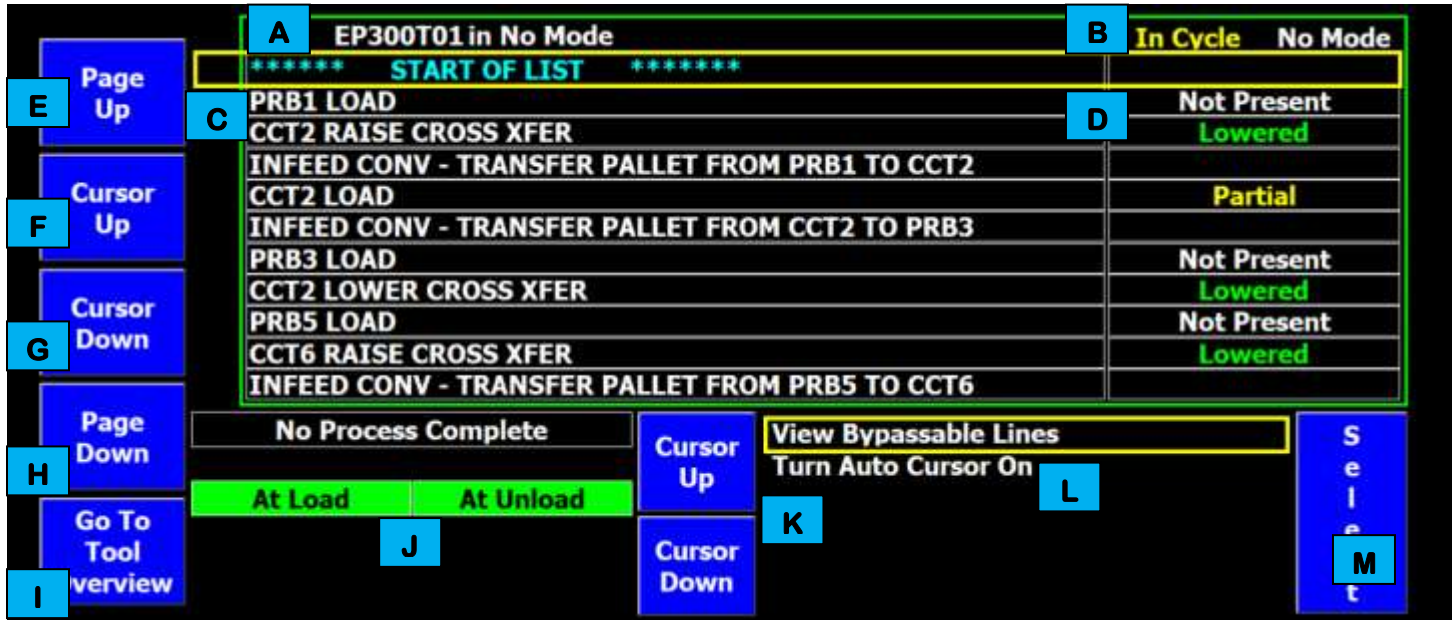 A EP300T01 in No Mode B In Cycle No Mode
****** START OF LIST *******
E Page Up
C PRB1 LOAD D Not Present
CCT2 RAISE CROSS XFER Lowered
INFEED CONV - TRANSFER PALLET FROM PRB1 TO CCT2
F Cursor Up
CCT2 LOAD Partial
INFEED CONV - TRANSFER PALLET FROM CCT2 TO PRB3
PRB3 LOAD Not Present
G Cursor Down
CCT2 LOWER CROSS XFER Lowered
PRB5 LOAD Not Present
CCT6 RAISE CROSS XFER Lowered
INFEED CONV - TRANSFER PALLET FROM PRB5 TO CCT6
H Page Down
No Process Complete
Cursor Up
View Bypassable Lines
Turn Auto Cursor On
L
At Load At Unload
J
K
Cursor Down
I Go To Tool verview
Sele t
M